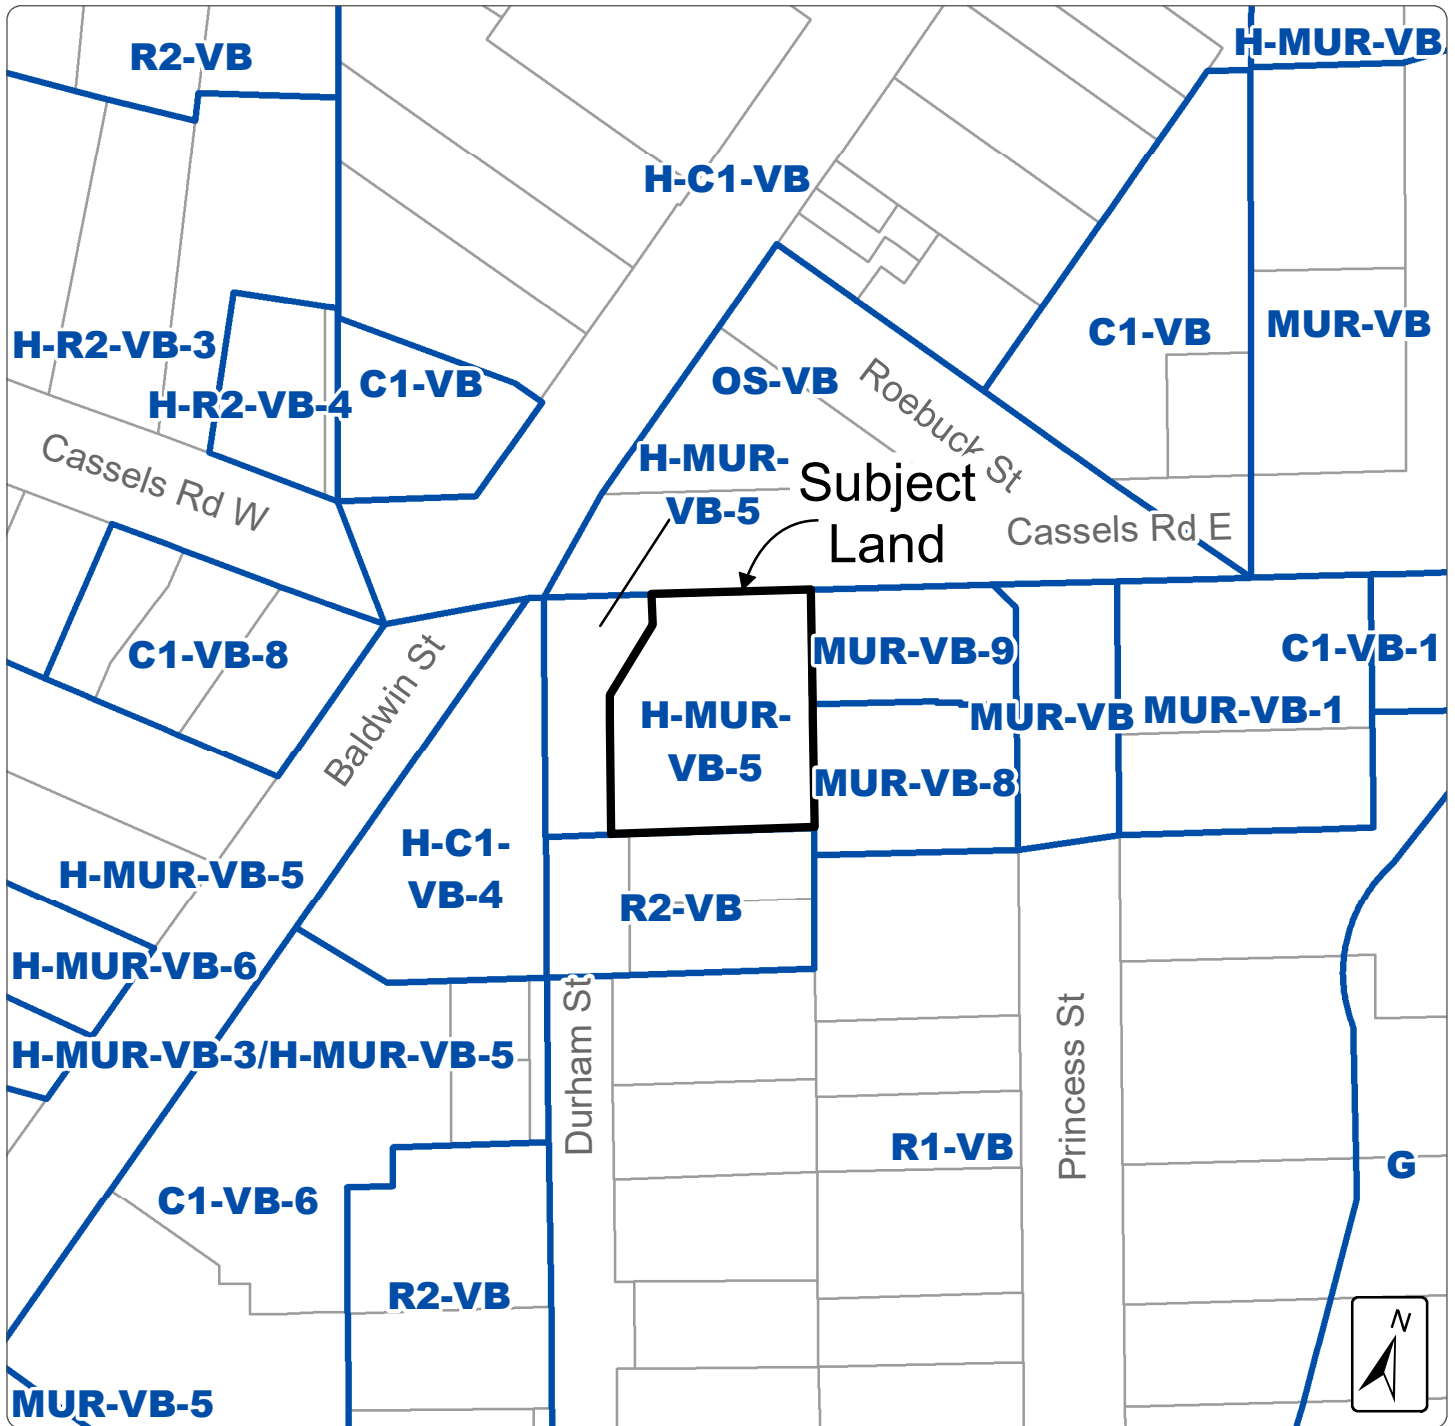 R2-VB
H-MUR-VB
H-C1-VB
H-R2-VB-3
H-R2-VB-4
C1-VB
OS-VB
Roebuck St
C1-VB
MUR-VB
Cassels Rd W
H-MUR-
VB-5
Subject
Land
Cassels Rd E
C1-VB-8
Baldwin St
H-MUR-
VB-5
MUR-VB-9
MUR-VB
MUR-VB-1
C1-VB-1
MUR-VB-8
H-C1-
VB-4
H-MUR-VB-5
R2-VB
H-MUR-VB-6
H-MUR-VB-3/H-MUR-VB-5
Durham St
Princess St
R1-VB
G
C1-VB-6
R2-VB
MUR-VB-5
N